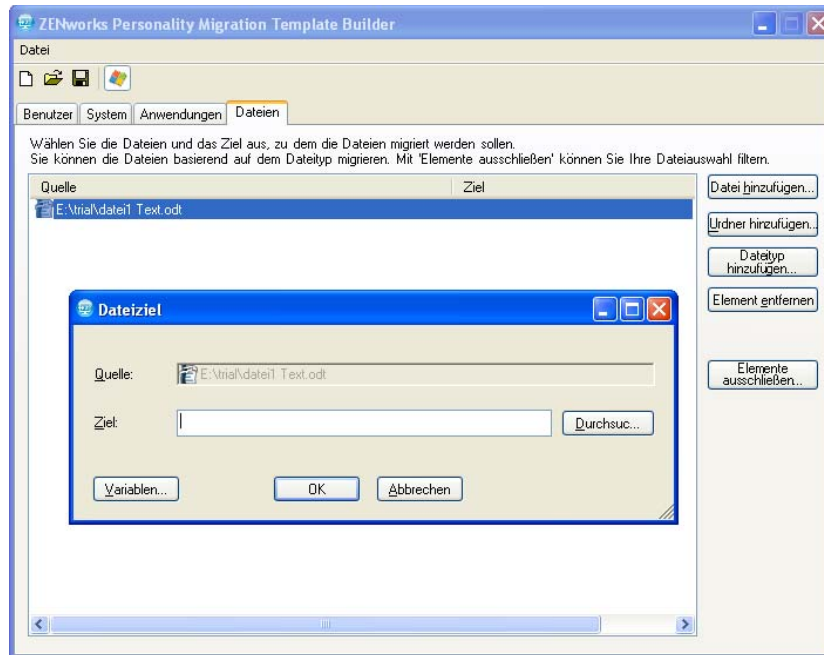 ZENworks Personality Migration Template Builder
Datei
Benutzer System Anwendungen Dateien
Wählen Sie die Dateien und das Ziel aus, zu dem die Dateien migriert werden sollen.
Sie können die Dateien basierend auf dem Dateityp migrieren. Mit 'Elemente ausschließen' können Sie Ihre Dateiauswahl filtern.
Quelle Ziel
E:\trial\datei1 Text.odt
Datei hinzufügen...
Urdner hinzufügen...
Dateityp
hinzufügen...
Element entfernen
Elemente
ausschließen...
Dateiziel
Quelle: E:\trial\datei1 Text.odt
Ziel: Durchsuc...
Variablen... OK Abbrechen